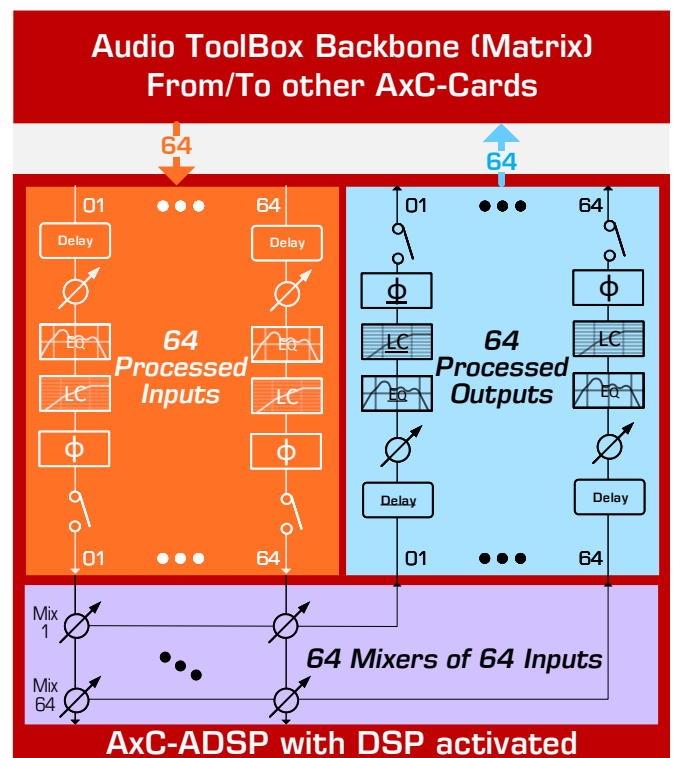 Audio ToolBox Backbone (Matrix)
From/To other AxC-Cards
64
64
01
64
Delay
Delay
EQ
EQ
LC
LC
Φ
Φ
64
Processed
Inputs
01
64
01
64
Φ
Φ
LC
LC
EQ
EQ
64
Processed
Outputs
Delay
Delay
01
64
Mix
1
Mix
64
64 Mixers of 64 Inputs
AxC-ADSP with DSP activated